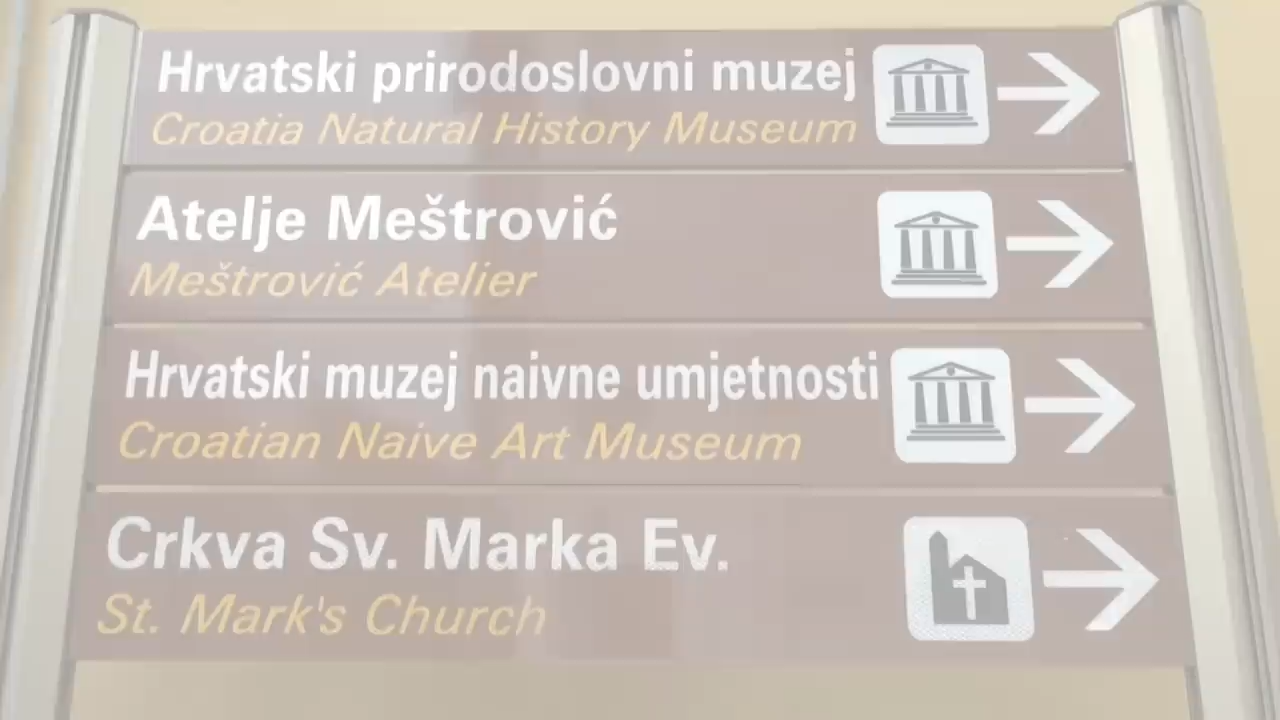 Hrvatski prirodoslovni muzej
Croatia Natural History Museum
Atelje Meštrović
Meštrović Atelier
Hrvatski muzej naivne umjetnosti
Croatian Naive Art Museum
Crkva Sv. Marka Ev.
St. Mark's Church